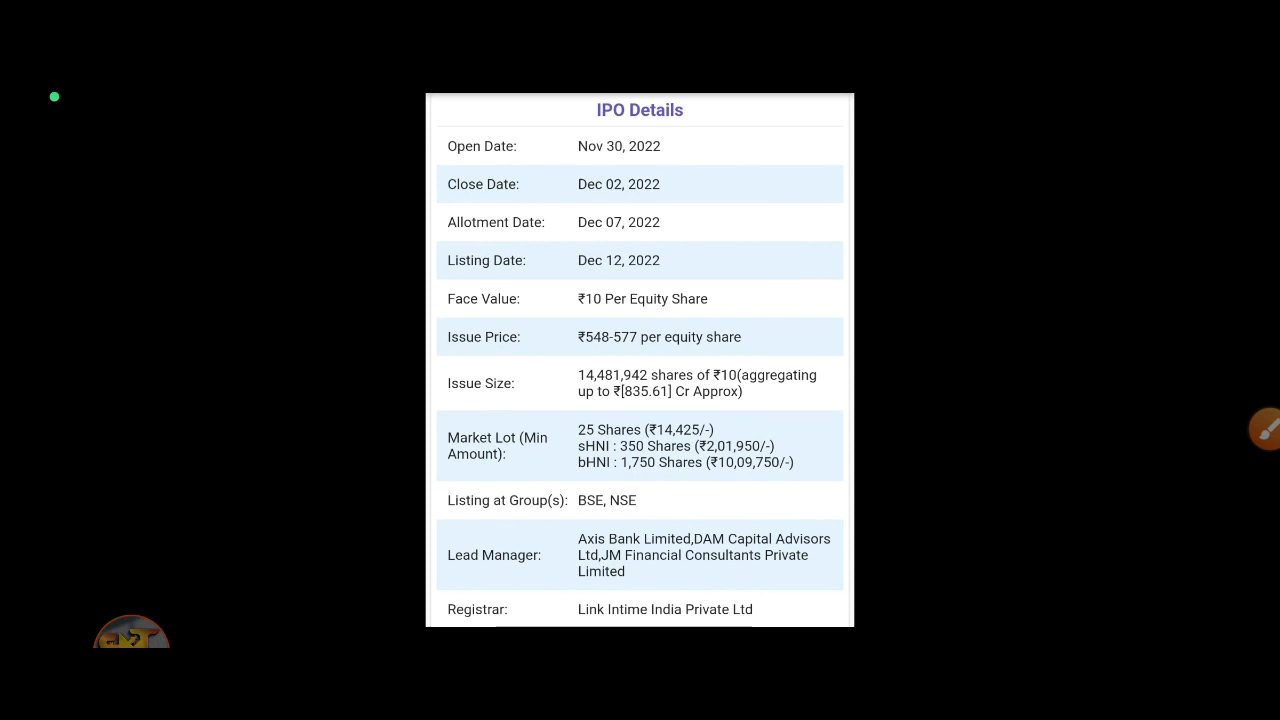 IPO Details
Open Date: Nov 30, 2022
Close Date: Dec 02, 2022
Allotment Date: Dec 07, 2022
Listing Date: Dec 12, 2022
Face Value: ₹10 Per Equity Share
Issue Price: ₹548-577 per equity share
Issue Size: 14,481,942 shares of ₹10(aggregating
up to ₹[835.61] Cr Approx)
Market Lot (Min
Amount):
25 Shares (₹14,425/-)
sHNI : 350 Shares (₹2,01,950/-)
bHNI : 1,750 Shares (₹10,09,750/-)
Listing at Group(s): BSE, NSE
Lead Manager:
Axis Bank Limited,DAM Capital Advisors
Ltd,JM Financial Consultants Private
Limited
Registrar: Link Intime India Private Ltd